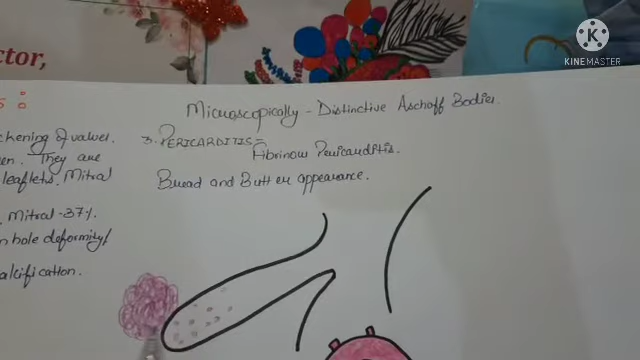 ctor,
KINEMASTER
Microscopically - Distinctive Aschoff Bodies.
ckening of valves.
3. PERICARDITIS =
Fibrinous Pericarditis.
en. They are
leaflets. Mitral
Bread and Butter appearance.
, Mitral - 37%.
n hole deformity/
alcification.